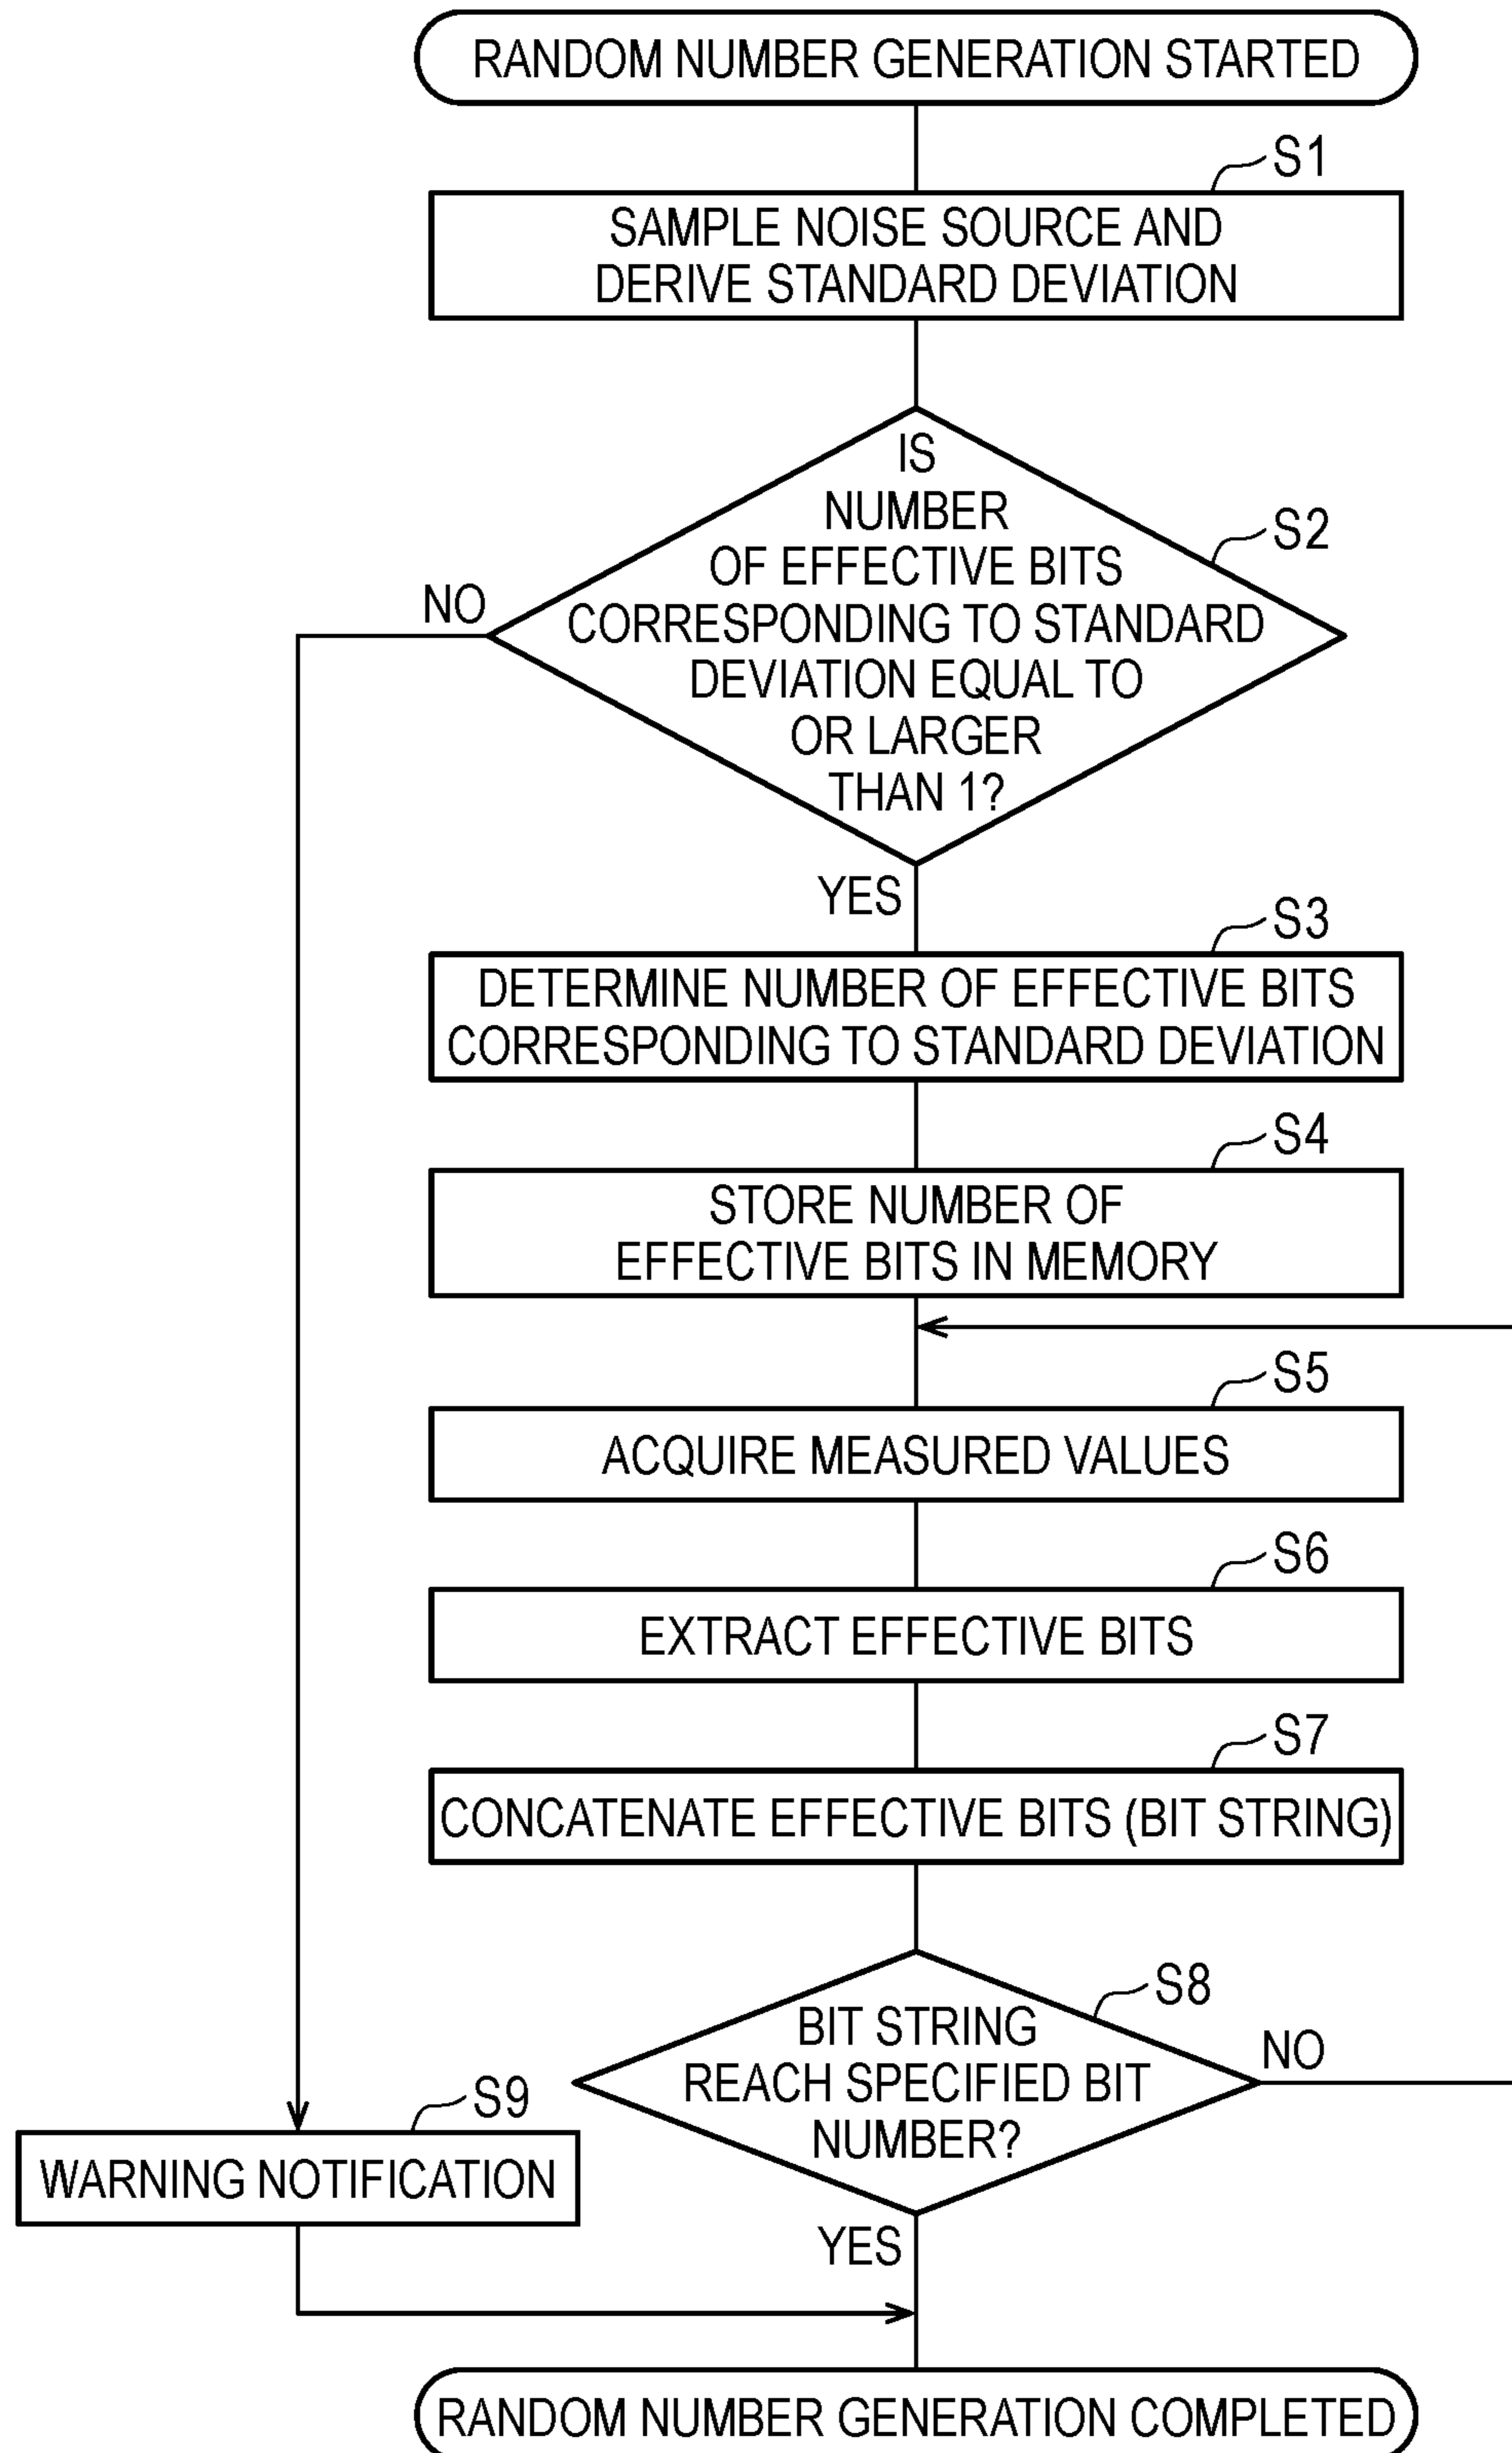 RANDOM NUMBER GENERATION STARTED
S1
SAMPLE NOISE SOURCE AND
DERIVE STANDARD DEVIATION
S2
IS
NUMBER
OF EFFECTIVE BITS
CORRESPONDING TO STANDARD
DEVIATION EQUAL TO
OR LARGER
THAN 1?
NO
YES
S3
DETERMINE NUMBER OF EFFECTIVE BITS
CORRESPONDING TO STANDARD DEVIATION
S4
STORE NUMBER OF
EFFECTIVE BITS IN MEMORY
S5
ACQUIRE MEASURED VALUES
S6
EXTRACT EFFECTIVE BITS
S7
CONCATENATE EFFECTIVE BITS (BIT STRING)
S8
BIT STRING
REACH SPECIFIED BIT
NUMBER?
NO
S9
WARNING NOTIFICATION
YES
RANDOM NUMBER GENERATION COMPLETED